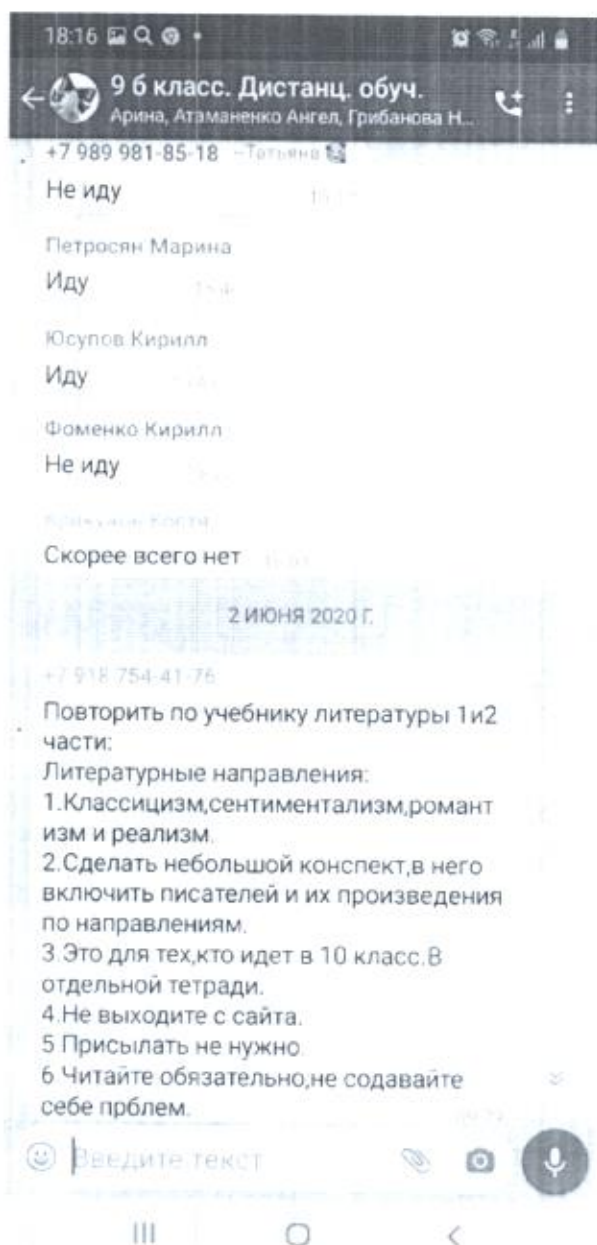 18:16
9 б класс. Дистанц. обуч.
Арина, Атаманенко Ангел, Грибанова Н...
+7 989 981-85-18 ~Татьяна
Не иду
Петросян Марина
Иду
Юсупов Кирилл
Иду
Фоменко Кирилл
Не иду
Костя
Скорее всего нет
2 ИЮНЯ 2020 Г.
+7 918 754-41-76
Повторить по учебнику литературы 1и2
части:
Литературные направления:
1.Классицизм,сентиментализм,романт
изм и реализм.
2.Сделать небольшой конспект,в него
включить писателей и их произведения
по направлениям.
3.Это для тех,кто идет в 10 класс.В
отдельной тетради.
4.Не выходите с сайта.
5 Присылать не нужно.
6 Читайте обязательно,не содавайте
себе прблем.
Введите текст